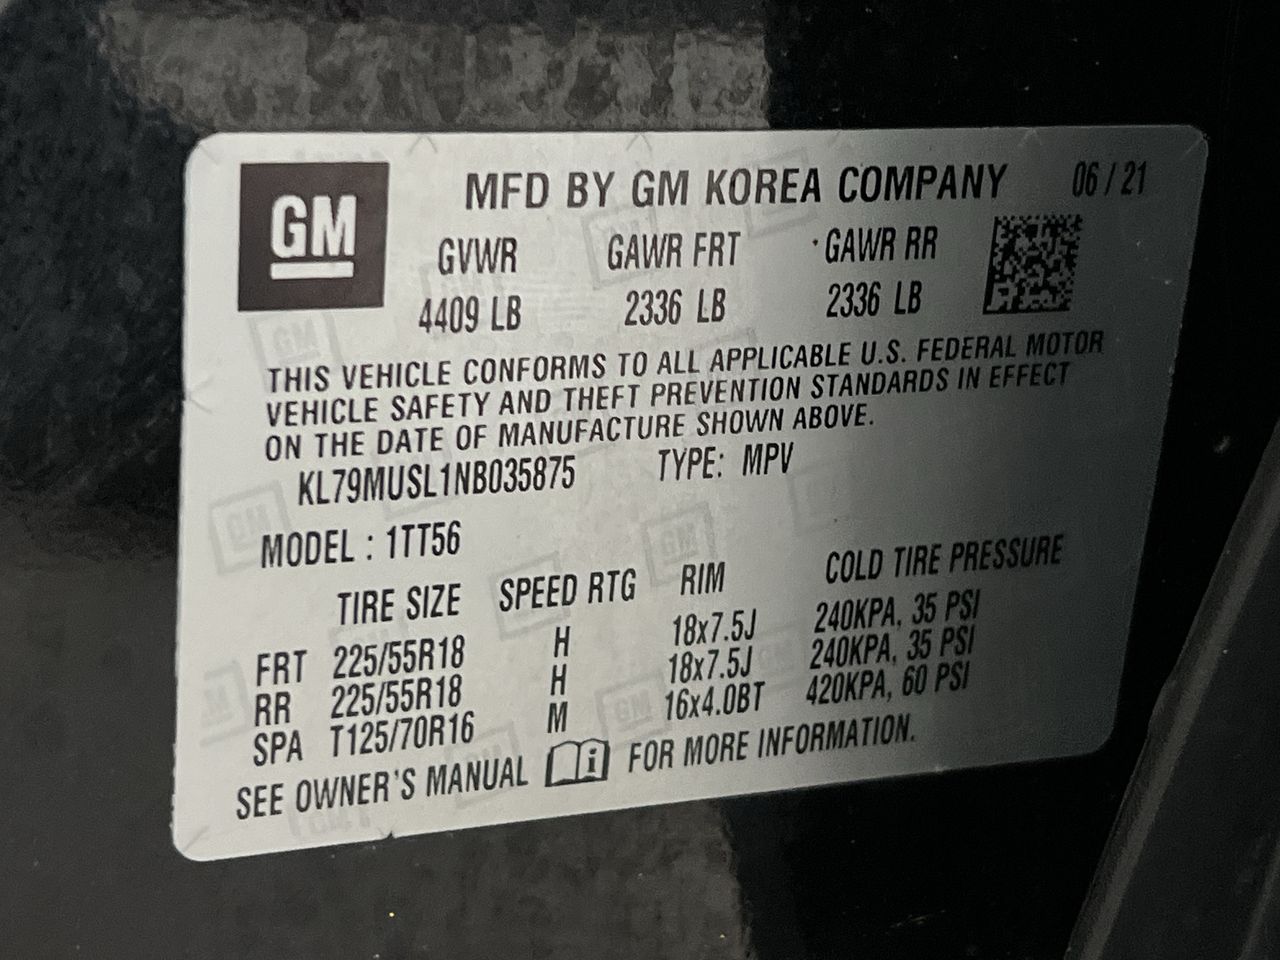 GM
MFD BY GM KOREA COMPANY 06 / 21
GVWR GAWR FRT GAWR RR
4409 LB 2336 LB 2336 LB
THIS VEHICLE CONFORMS TO ALL APPLICABLE U.S. FEDERAL MOTOR
VEHICLE SAFETY AND THEFT PREVENTION STANDARDS IN EFFECT
ON THE DATE OF MANUFACTURE SHOWN ABOVE.
KL79MUSL1NB035875 TYPE: MPV
MODEL : 1TT56
TIRE SIZE SPEED RTG RIM COLD TIRE PRESSURE
FRT 225/55R18 H 18x7.5J 240KPA, 35 PSI
RR 225/55R18 H 18x7.5J 240KPA, 35 PSI
SPA T125/70R16 M 16x4.0BT 420KPA, 60 PSI
SEE OWNER'S MANUAL i FOR MORE INFORMATION.